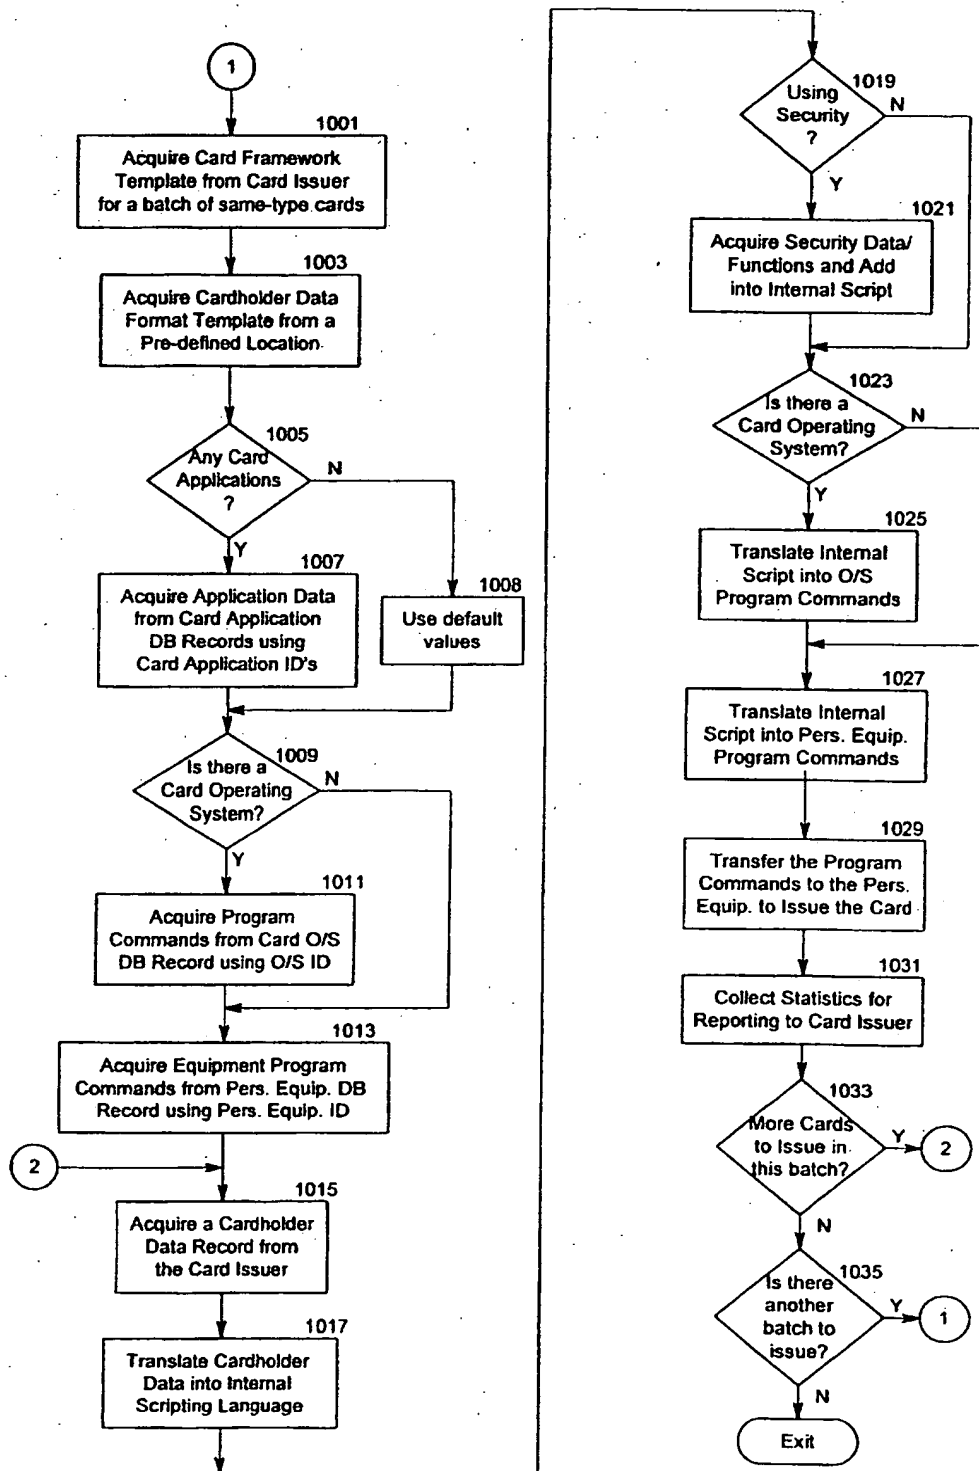 1
1001
Acquire Card Framework
Template from Card Issuer
for a batch of same-type cards
1003
Acquire Cardholder Data
Format Template from a
Pre-defined Location
1005
Any Card
Applications
?
N
Y
1007
Acquire Application Data
from Card Application
DB Records using
Card Application ID's
1008
Use default
values
1009
Is there a
Card Operating
System?
N
Y
1011
Acquire Program
Commands from Card O/S
DB Record using O/S ID
1013
Acquire Equipment Program
Commands from Pers. Equip. DB
Record using Pers. Equip. ID
2
1015
Acquire a Cardholder
Data Record from
the Card Issuer
1017
Translate Cardholder
Data into Internal
Scripting Language
1019
Using
Security
?
N
Y
1021
Acquire Security Data/
Functions and Add
into Internal Script
1023
Is there a
Card Operating
System?
N
Y
1025
Translate Internal
Script into O/S
Program Commands
1027
Translate Internal
Script into Pers. Equip.
Program Commands
1029
Transfer the Program
Commands to the Pers.
Equip. to Issue the Card
1031
Collect Statistics for
Reporting to Card Issuer
1033
More Cards
to Issue in
this batch?
Y
2
N
1035
Is there
another
batch to
issue?
Y
1
N
Exit